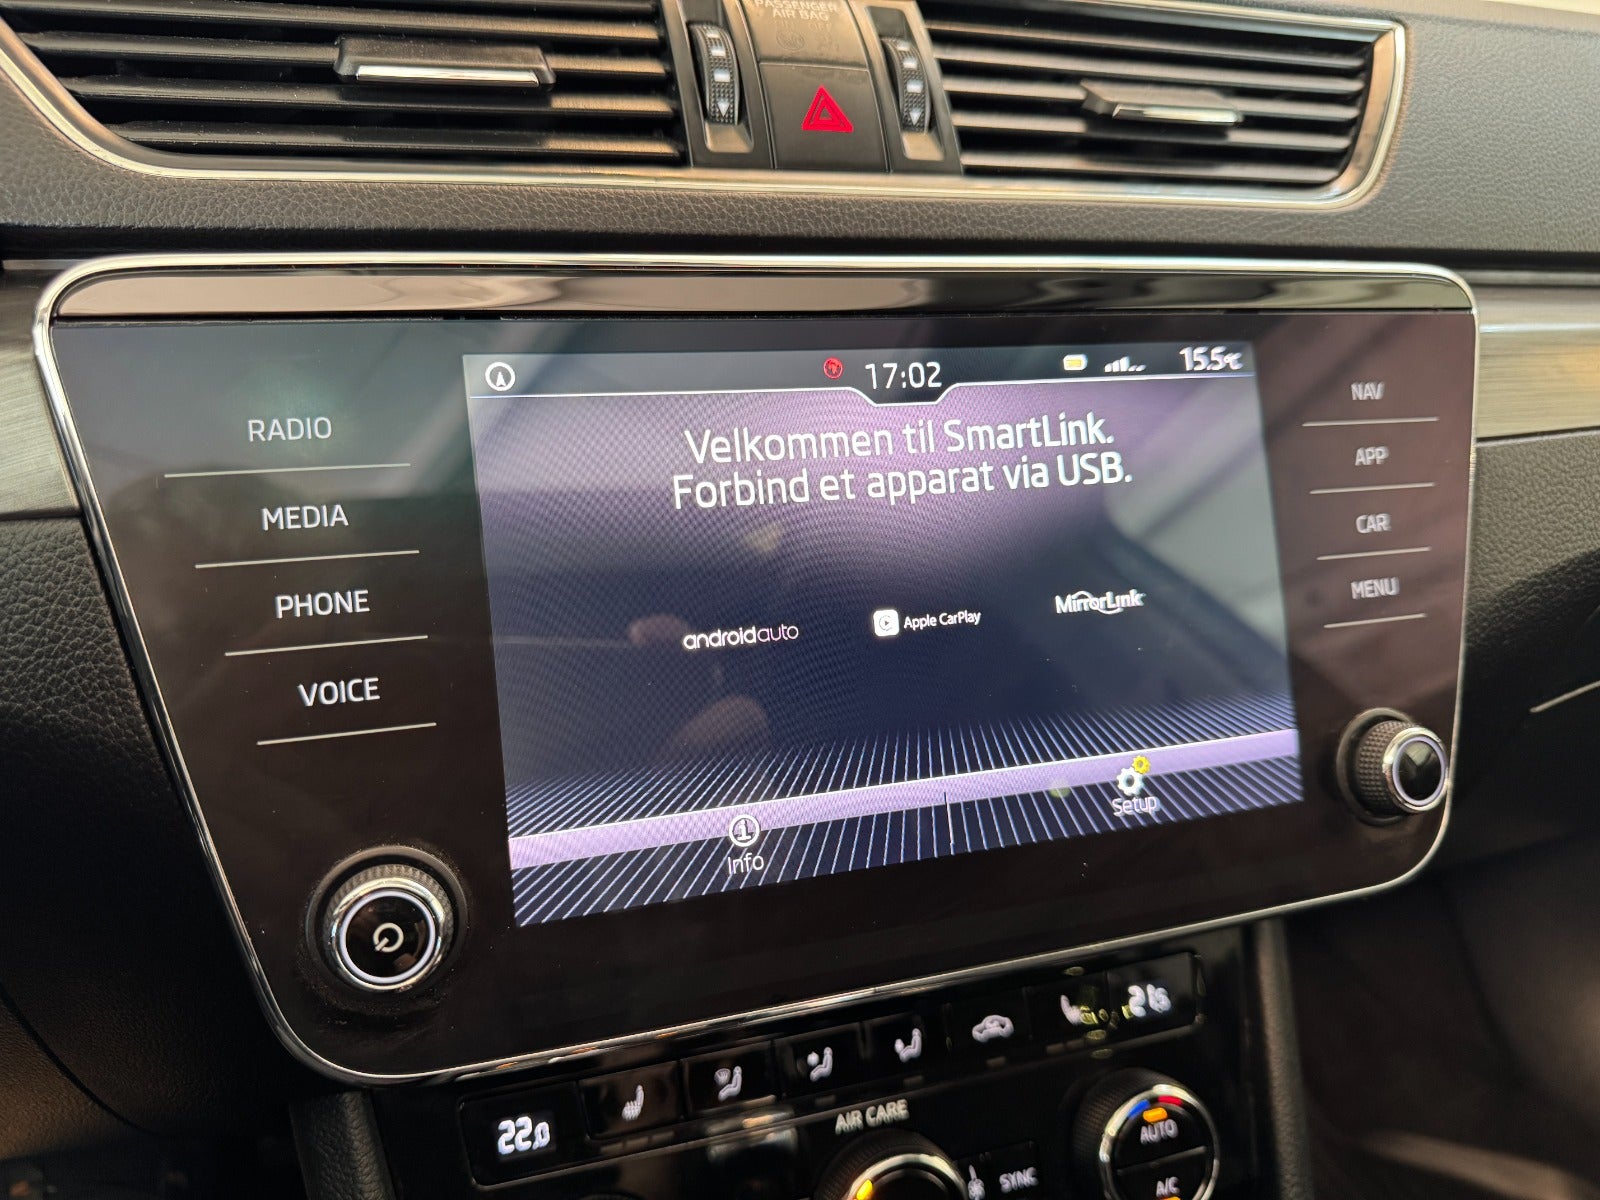 PASSENGER
AIR BAG
OFF
17:02
15.5°C
Velkommen til SmartLink.
Forbind et apparat via USB.
androidauto
Apple CarPlay
MirrorLink
Info
Setup
RADIO
MEDIA
PHONE
VOICE
NAV
APP
CAR
MENU
22.0
AIR CARE
SYNC
AUTO
A/C